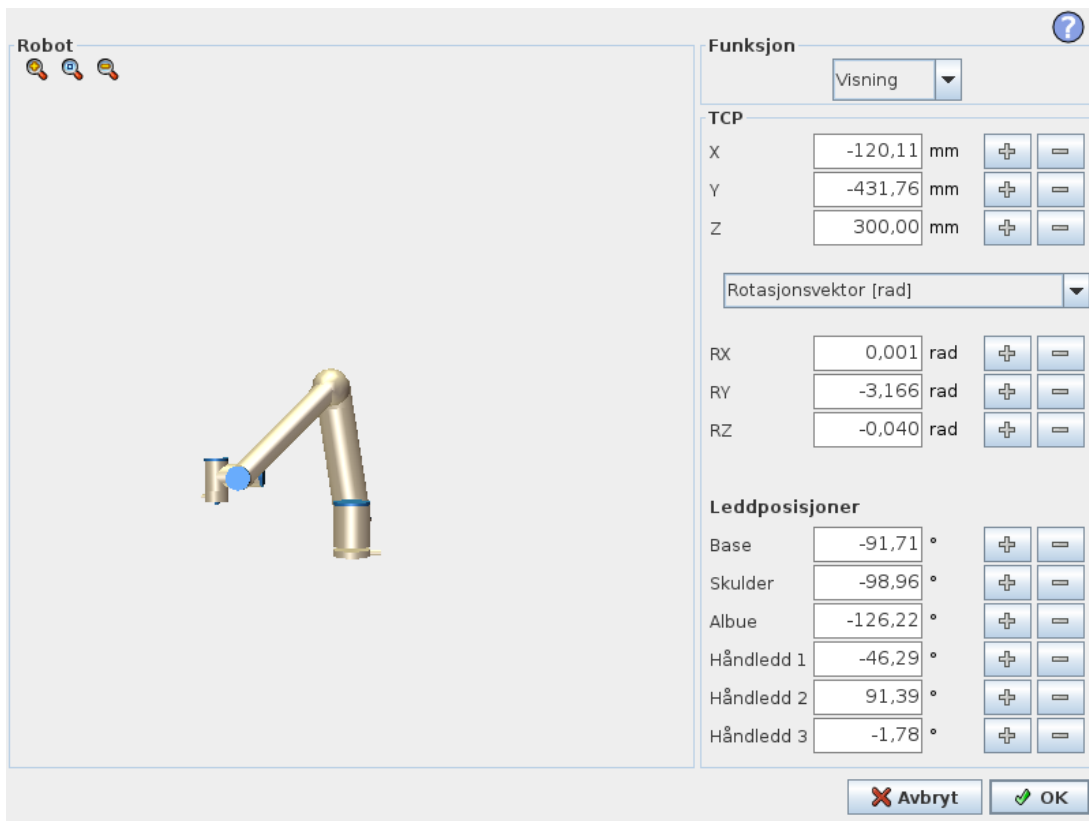 ?
Robot
Funksjon
Visning
TCP
X -120,11 mm
Y -431,76 mm
Z 300,00 mm
Rotasjonsvektor [rad]
RX 0,001 rad
RY -3,166 rad
RZ -0,040 rad
Leddposisjoner
Base -91,71 °
Skulder -98,96 °
Albue -126,22 °
Håndledd 1 -46,29 °
Håndledd 2 91,39 °
Håndledd 3 -1,78 °
Avbryt OK